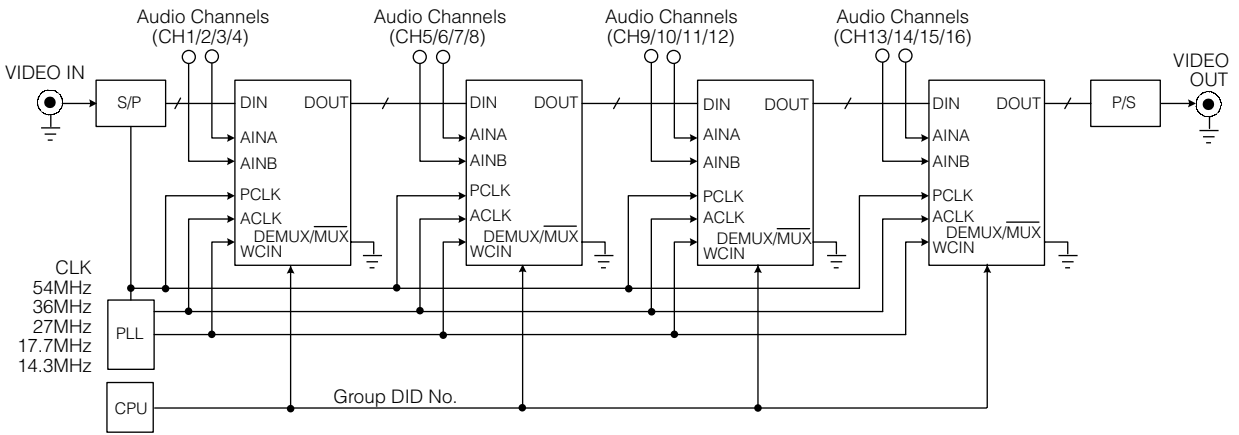 Audio Channels
(CH1/2/3/4)
Audio Channels
(CH5/6/7/8)
Audio Channels
(CH9/10/11/12)
Audio Channels
(CH13/14/15/16)
VIDEO IN
S/P
DIN DOUT
AINA
AINB
PCLK
ACLK
DEMUX/MUX
WCIN
DIN DOUT
AINA
AINB
PCLK
ACLK
DEMUX/MUX
WCIN
DIN DOUT
AINA
AINB
PCLK
ACLK
DEMUX/MUX
WCIN
DIN DOUT
AINA
AINB
PCLK
ACLK
DEMUX/MUX
WCIN
P/S
VIDEO
OUT
CLK
54MHz
36MHz
27MHz
17.7MHz
14.3MHz
PLL
CPU
Group DID No.